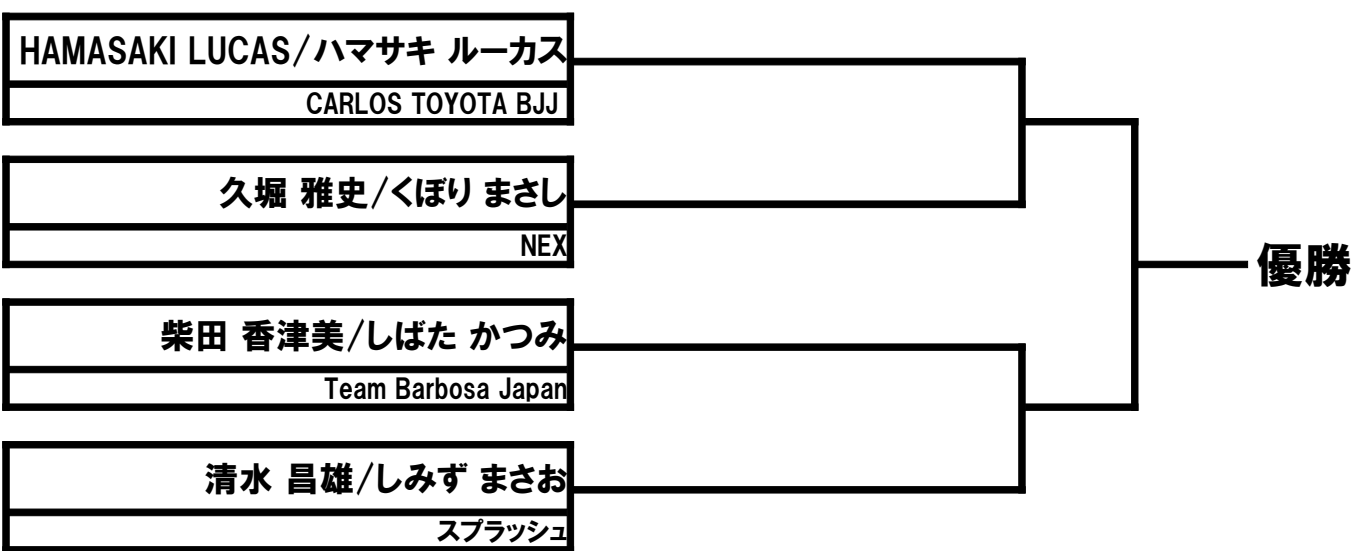 HAMASAKI LUCAS/ハマサキ ルーカス
CARLOS TOYOTA BJJ
久堀 雅史/くぼり まさし
NEX
優勝
柴田 香津美/しばた かつみ
Team Barbosa Japan
清水 昌雄/しみず まさお
スプラッシュ